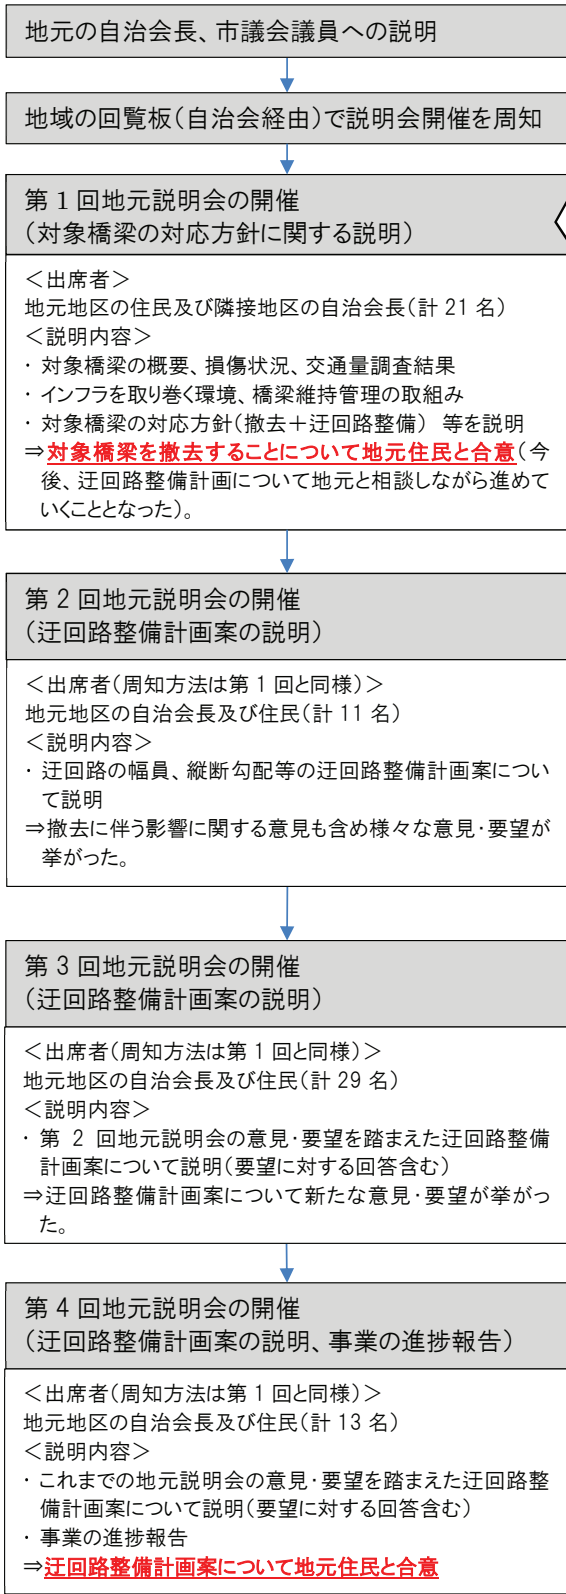 地元の自治会長、市議会議員への説明
地域の回覧板(自治会経由)で説明会開催を周知
第1回地元説明会の開催
(対象橋梁の対応方針に関する説明)
<出席者>
地元地区の住民及び隣接地区の自治会長(計 21 名)
<説明内容>
・ 対象橋梁の概要、損傷状況、交通量調査結果
・ インフラを取り巻く環境、橋梁維持管理の取組み
・ 対象橋梁の対応方針(撤去+迂回路整備) 等を説明
⇒対象橋梁を撤去することについて地元住民と合意(今
後、迂回路整備計画について地元と相談しながら進めて
いくこととなった)。
第 2 回地元説明会の開催
(迂回路整備計画案の説明)
<出席者(周知方法は第 1 回と同様)>
地元地区の自治会長及び住民(計 11 名)
<説明内容>
・ 迂回路の幅員、縦断勾配等の迂回路整備計画案につい
て説明
⇒撤去に伴う影響に関する意見も含め様々な意見・要望が
挙がった。
第 3 回地元説明会の開催
(迂回路整備計画案の説明)
<出席者(周知方法は第 1 回と同様)>
地元地区の自治会長及び住民(計 29 名)
<説明内容>
・ 第 2 回地元説明会の意見・要望を踏まえた迂回路整備
計画案について説明(要望に対する回答含む)
⇒迂回路整備計画案について新たな意見・要望が挙がっ
た。
第 4 回地元説明会の開催
(迂回路整備計画案の説明、事業の進捗報告)
<出席者(周知方法は第 1 回と同様)>
地元地区の自治会長及び住民(計 13 名)
<説明内容>
・ これまでの地元説明会の意見・要望を踏まえた迂回路整
備計画案について説明(要望に対する回答含む)
・ 事業の進捗報告
⇒迂回路整備計画案について地元住民と合意